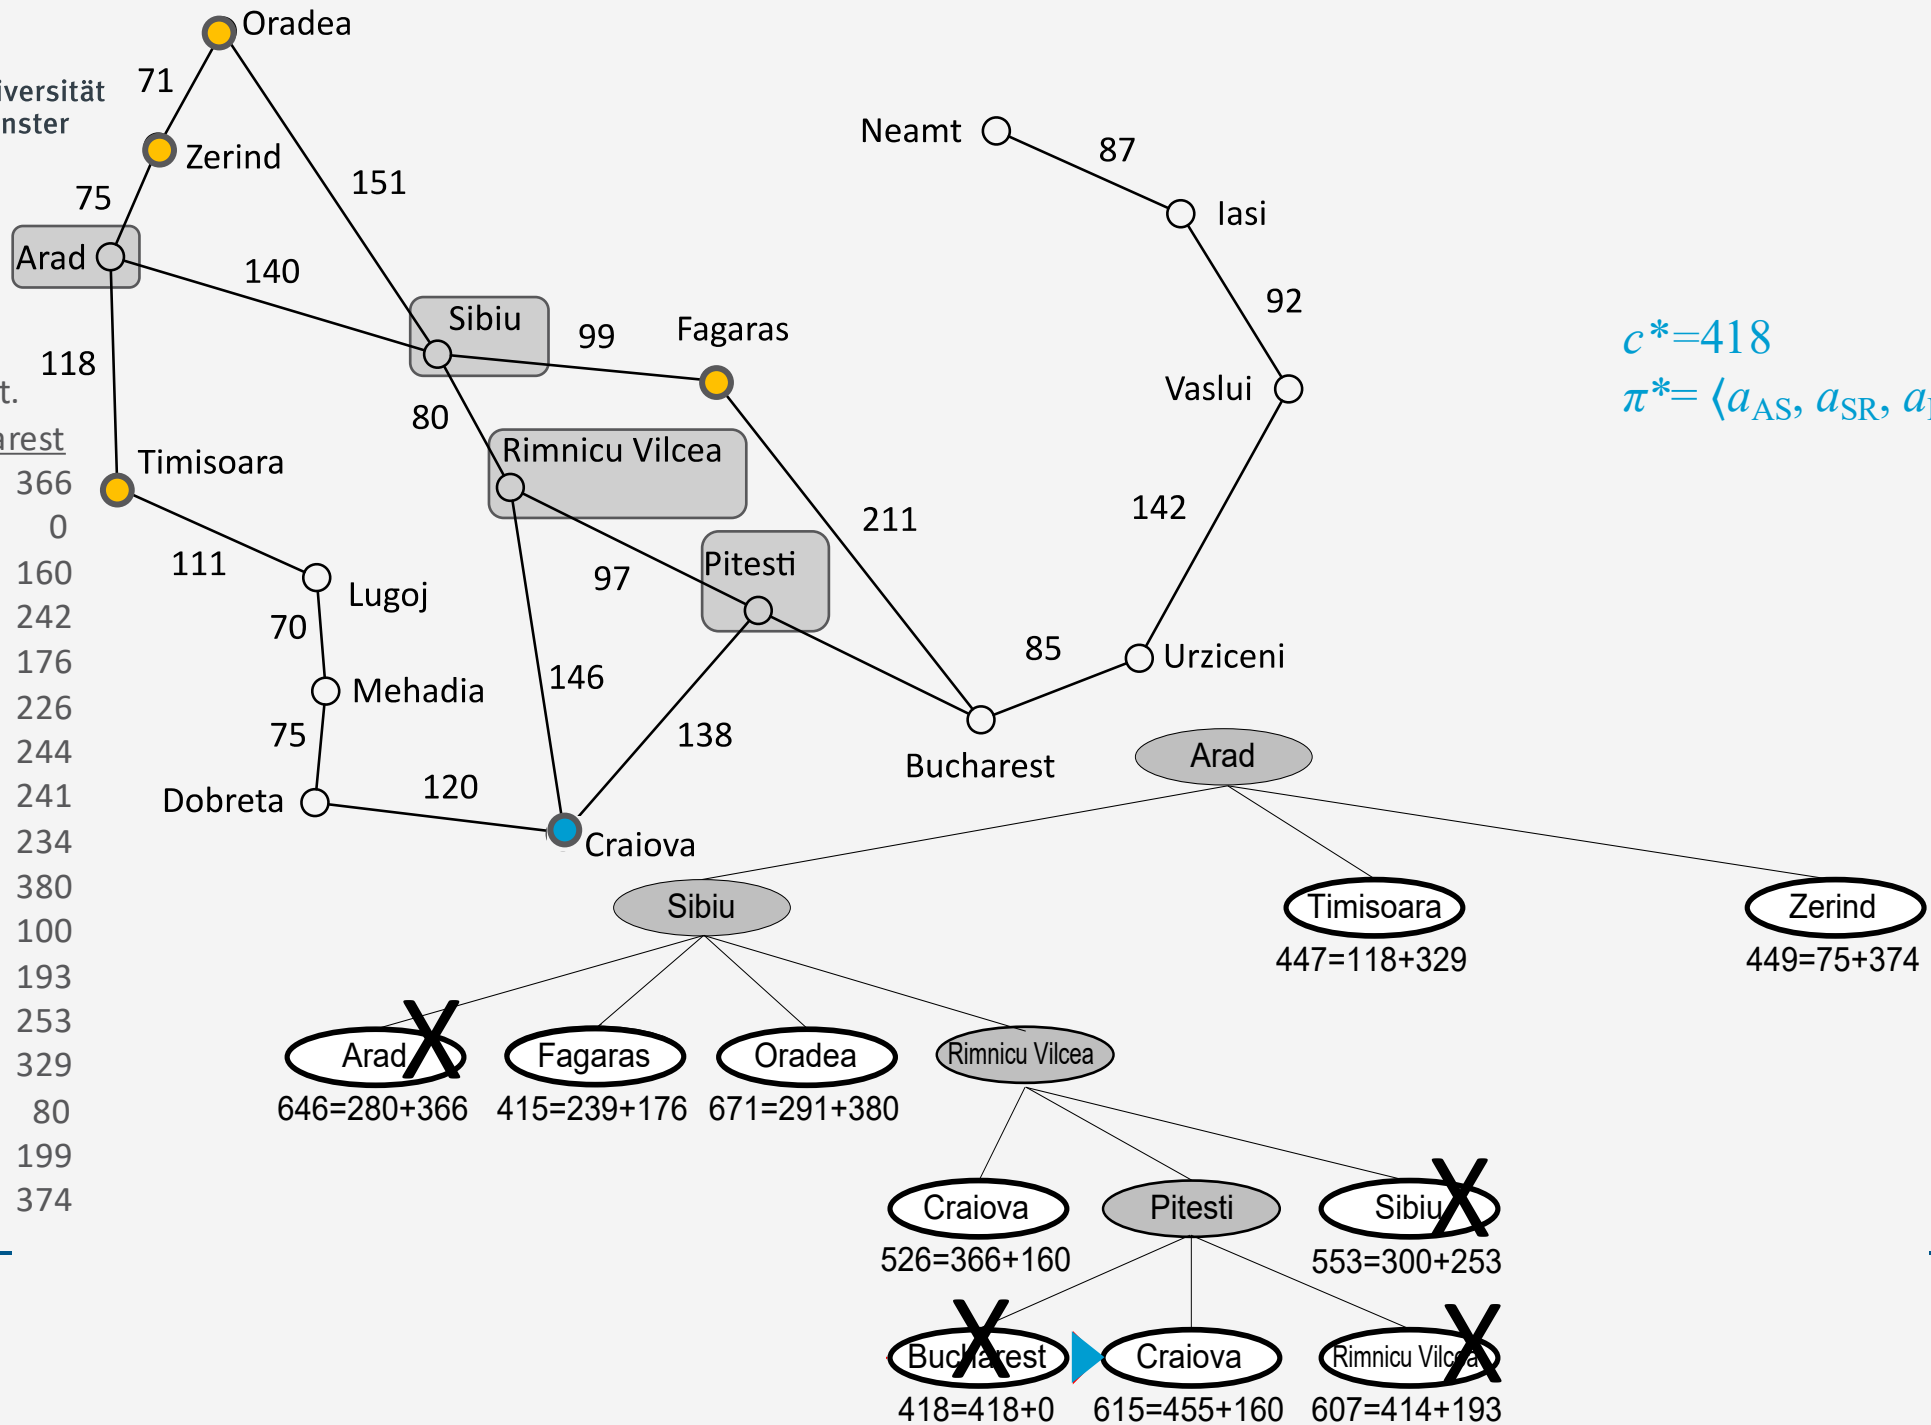 Oradea
71
iversität
nster
Zerind
75
151
Neamt
87
Iasi
Arad
140
Sibiu
99
Fagaras
92
118
t.
80
Vaslui
c*=418
π*= ⟨a_AS, a_SR, a
arest
Timisoara
Rimnicu Vilcea
366
0
160
242
176
226
244
241
234
380
100
193
253
329
80
199
374
111
Lugoj
97
Pitesti
211
142
70
Mehadia
146
85
Urziceni
75
138
Bucharest
Dobreta
120
Craiova
Arad
Sibiu
Timisoara
Zerind
447=118+329
449=75+374
Arad
X
Fagaras
Oradea
Rimnicu Vilcea
646=280+366
415=239+176
671=291+380
Craiova
Pitesti
Sibiu
X
526=366+160
553=300+253
Bucharest
X
Craiova
Rimnicu Vilcea
X
418=418+0
615=455+160
607=414+193